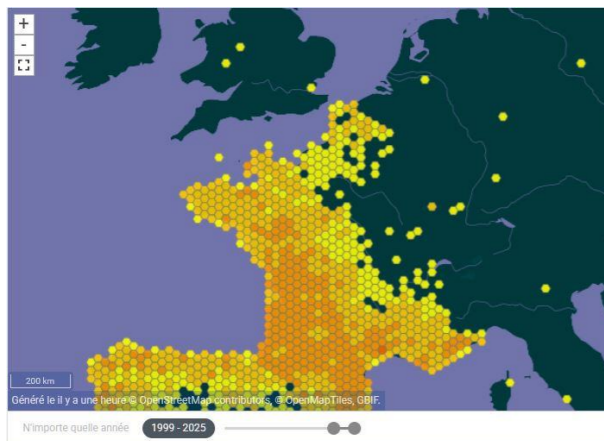 +
-
200 km
Généré le il y a une heure © OpenStreetMap contributors, © OpenMapTiles, GBIF.
N'importe quelle année 1999 - 2025